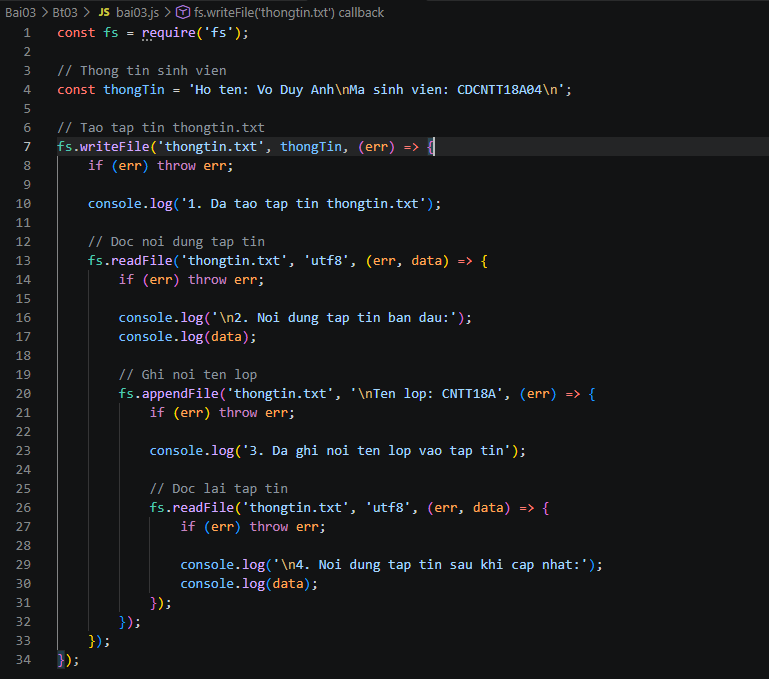 Bai03 > Bt03 > JS bai03.js > fs.writeFile('thongtin.txt') callback
1 const fs = require('fs');
2
3 // Thong tin sinh vien
4 const thongTin = 'Ho ten: Vo Duy Anh\nMa sinh vien: CDCNTT18A04\n';
5
6 // Tao tap tin thongtin.txt
7 fs.writeFile('thongtin.txt', thongTin, (err) => {
8     if (err) throw err;
9
10     console.log('1. Da tao tap tin thongtin.txt');
11
12     // Doc noi dung tap tin
13     fs.readFile('thongtin.txt', 'utf8', (err, data) => {
14         if (err) throw err;
15
16         console.log('\n2. Noi dung tap tin ban dau:');
17         console.log(data);
18
19         // Ghi noi ten lop
20         fs.appendFile('thongtin.txt', '\nTen lop: CNTT18A', (err) => {
21             if (err) throw err;
22
23             console.log('3. Da ghi noi ten lop vao tap tin');
24
25             // Doc lai tap tin
26             fs.readFile('thongtin.txt', 'utf8', (err, data) => {
27                 if (err) throw err;
28
29                 console.log('\n4. Noi dung tap tin sau khi cap nhat:');
30                 console.log(data);
31             });
32         });
33     });
34 });